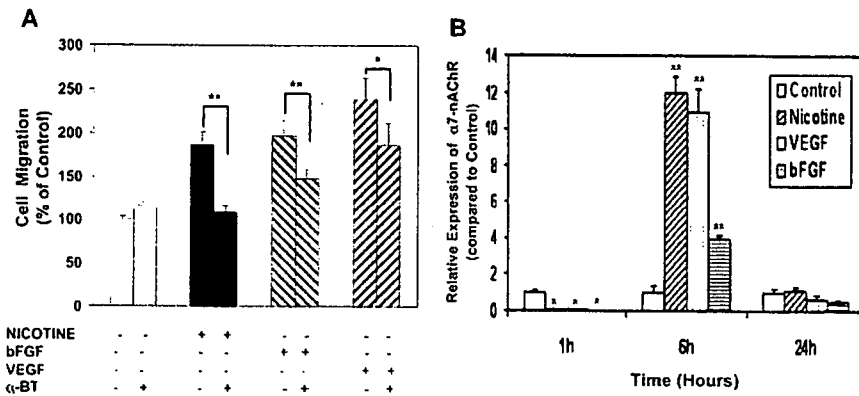 A
300
250
200
150
100
50
0
Cell Migration
(% of Control)
**
**
*
NICOTINE - - + + - - - -
bFGF - - - - + + - -
VEGF - - - - - - + +
α-BT - + - + - + - +
B
14
12
10
8
6
4
2
0
Relative Expression of α7-nAChR
(compared to Control)
** **
**
* * *
Control
Nicotine
VEGF
bFGF
1h 6h 24h
Time (Hours)